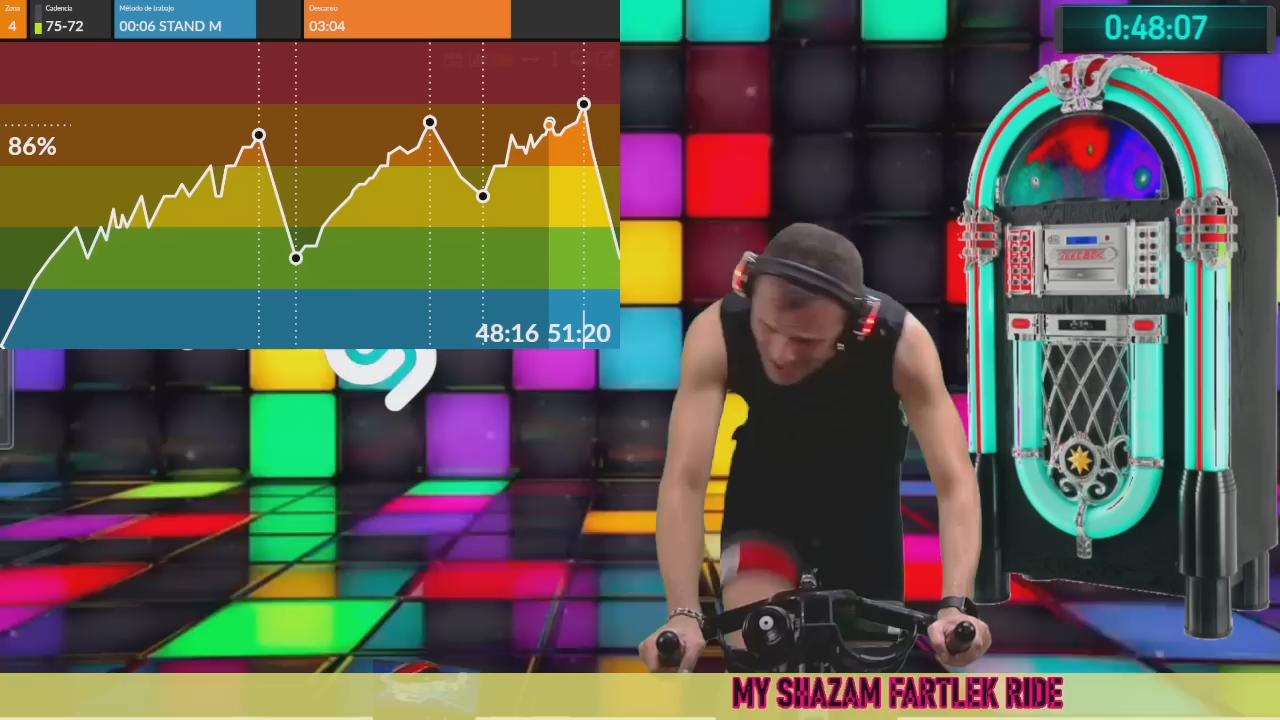 Zona
4
Cadencia
75-72
Método de trabajo
00:06 STAND M
Descanso
03:04
0:48:07
86%
48:16 51:20
MY SHAZAM FARTLEK RIDE